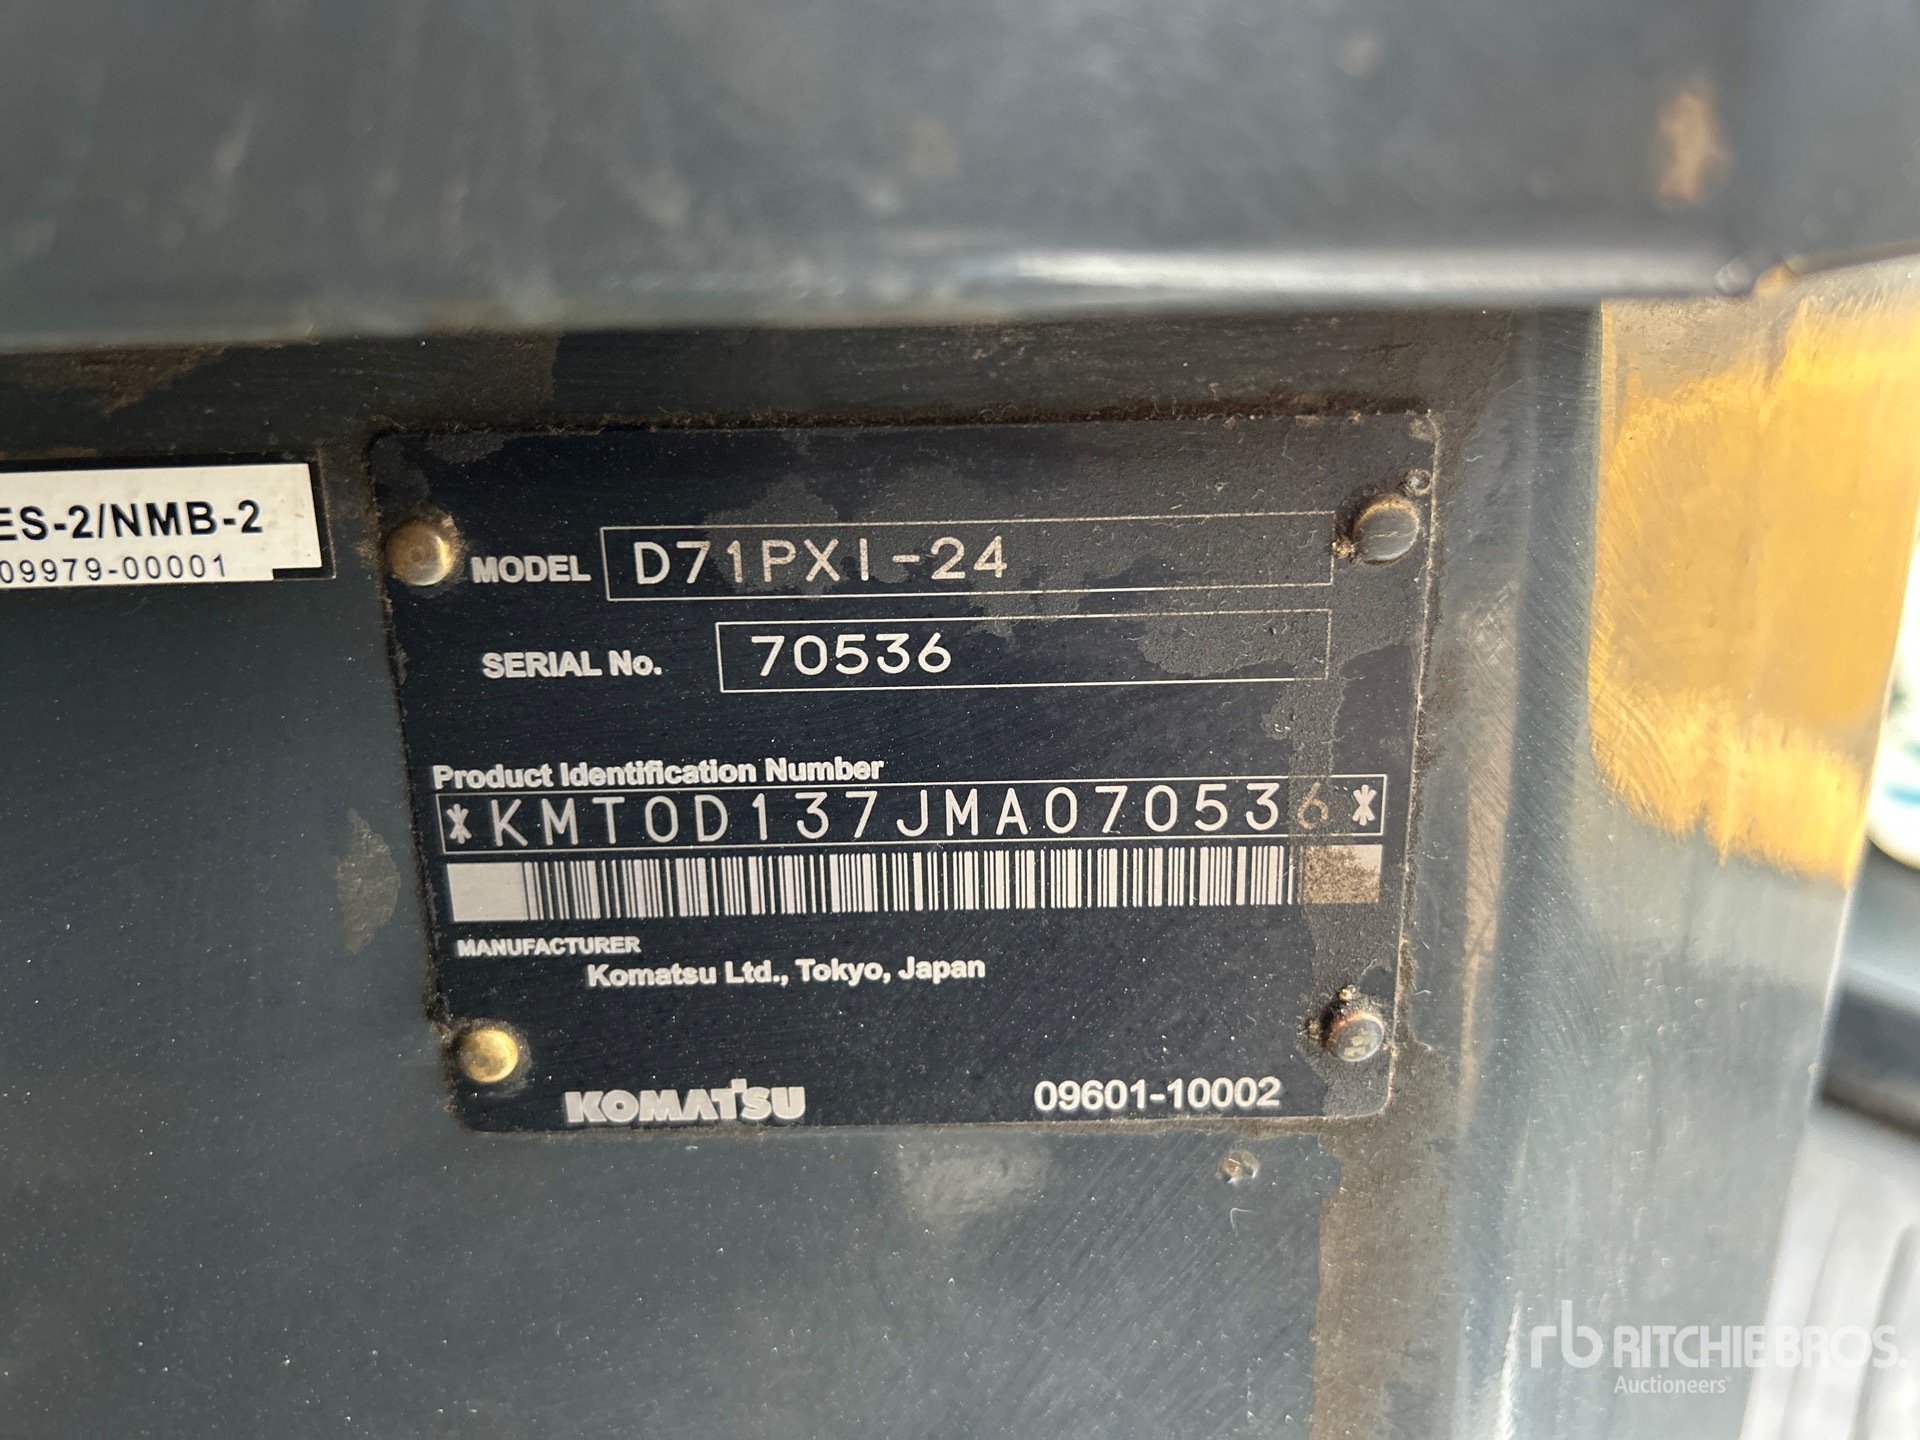 ES-2/NMB-2
09979-00001
MODEL D71PXI-24
SERIAL No. 70536
Product Identification Number
*KMT0D137JMA070536*
MANUFACTURER
Komatsu Ltd., Tokyo, Japan
KOMATSU 09601-10002
rb RITCHIE BROS.
Auctioneers